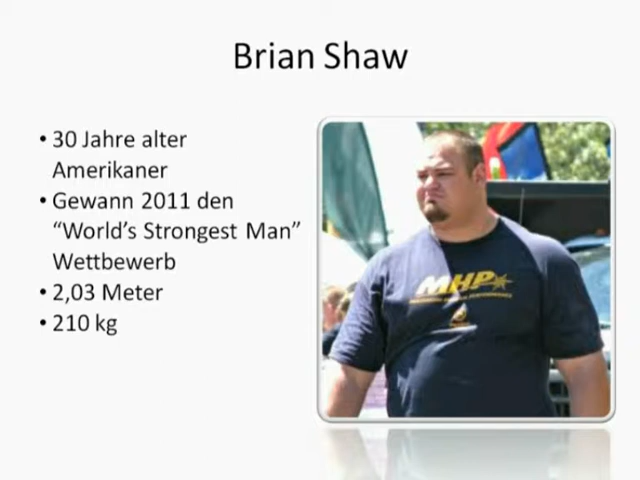 Brian Shaw
• 30 Jahre alter
Amerikaner
• Gewann 2011 den
“World’s Strongest Man”
Wettbewerb
• 2,03 Meter
• 210 kg
MHP